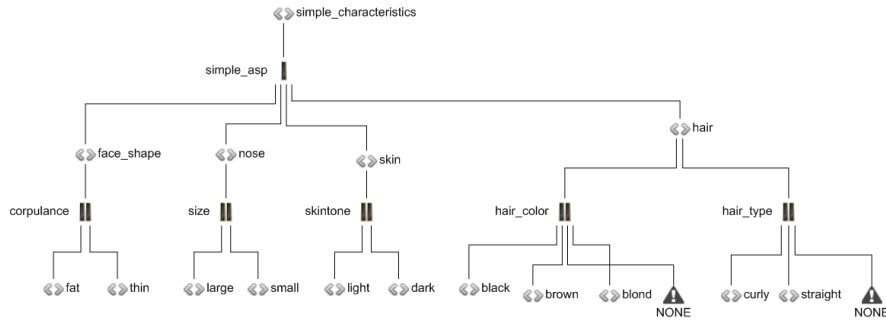 simple_characteristics
simple_asp
hair
face_shape
nose
skin
corpulance
size
skintone
hair_color
hair_type
fat
thin
large
small
light
dark
black
brown
blond
NONE
curly
straight
NONE